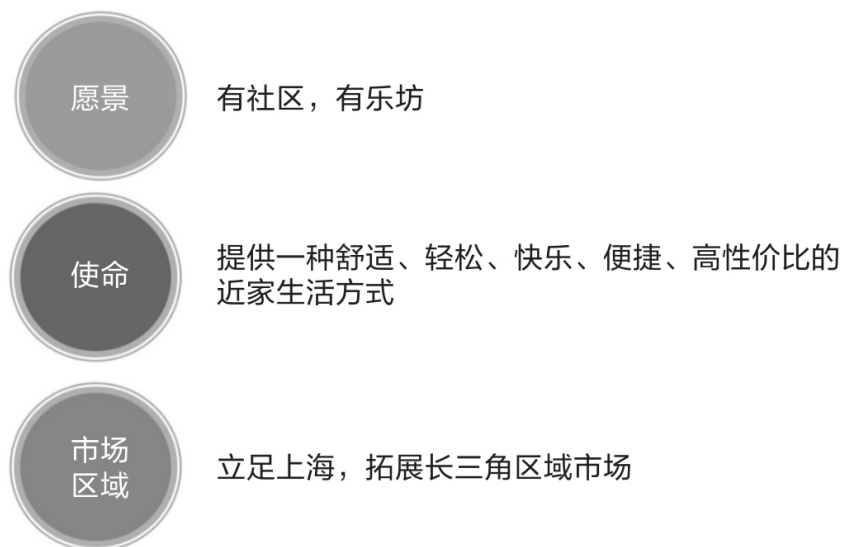 愿景
有社区，有乐坊
使命
提供一种舒适、轻松、快乐、便捷、高性价比的
近家生活方式
市场
区域
立足上海，拓展长三角区域市场